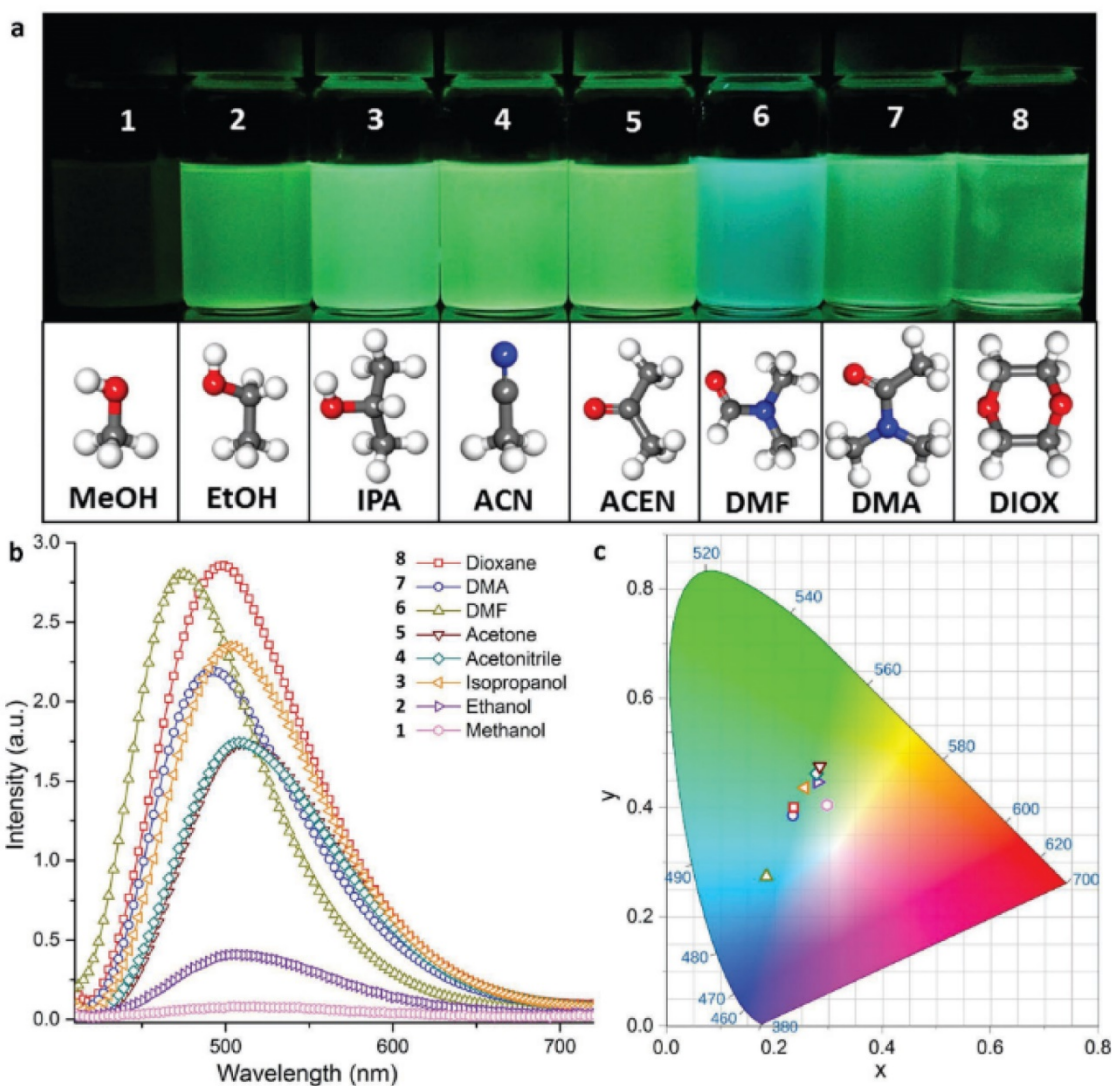 a
1 2 3 4 5 6 7 8
MeOH EtOH IPA ACN ACEN DMF DMA DIOX
b
3.0
2.5
2.0
1.5
1.0
0.5
0.0
Intensity (a.u.)
500 600 700
Wavelength (nm)
8 Dioxane
7 DMA
6 DMF
5 Acetone
4 Acetonitrile
3 Isopropanol
2 Ethanol
1 Methanol
c
0.8
0.6
0.4
0.2
0.0
y
0.0 0.2 0.4 0.6 0.8
x
520
540
560
580
600
620
700
490
480
470
460
380